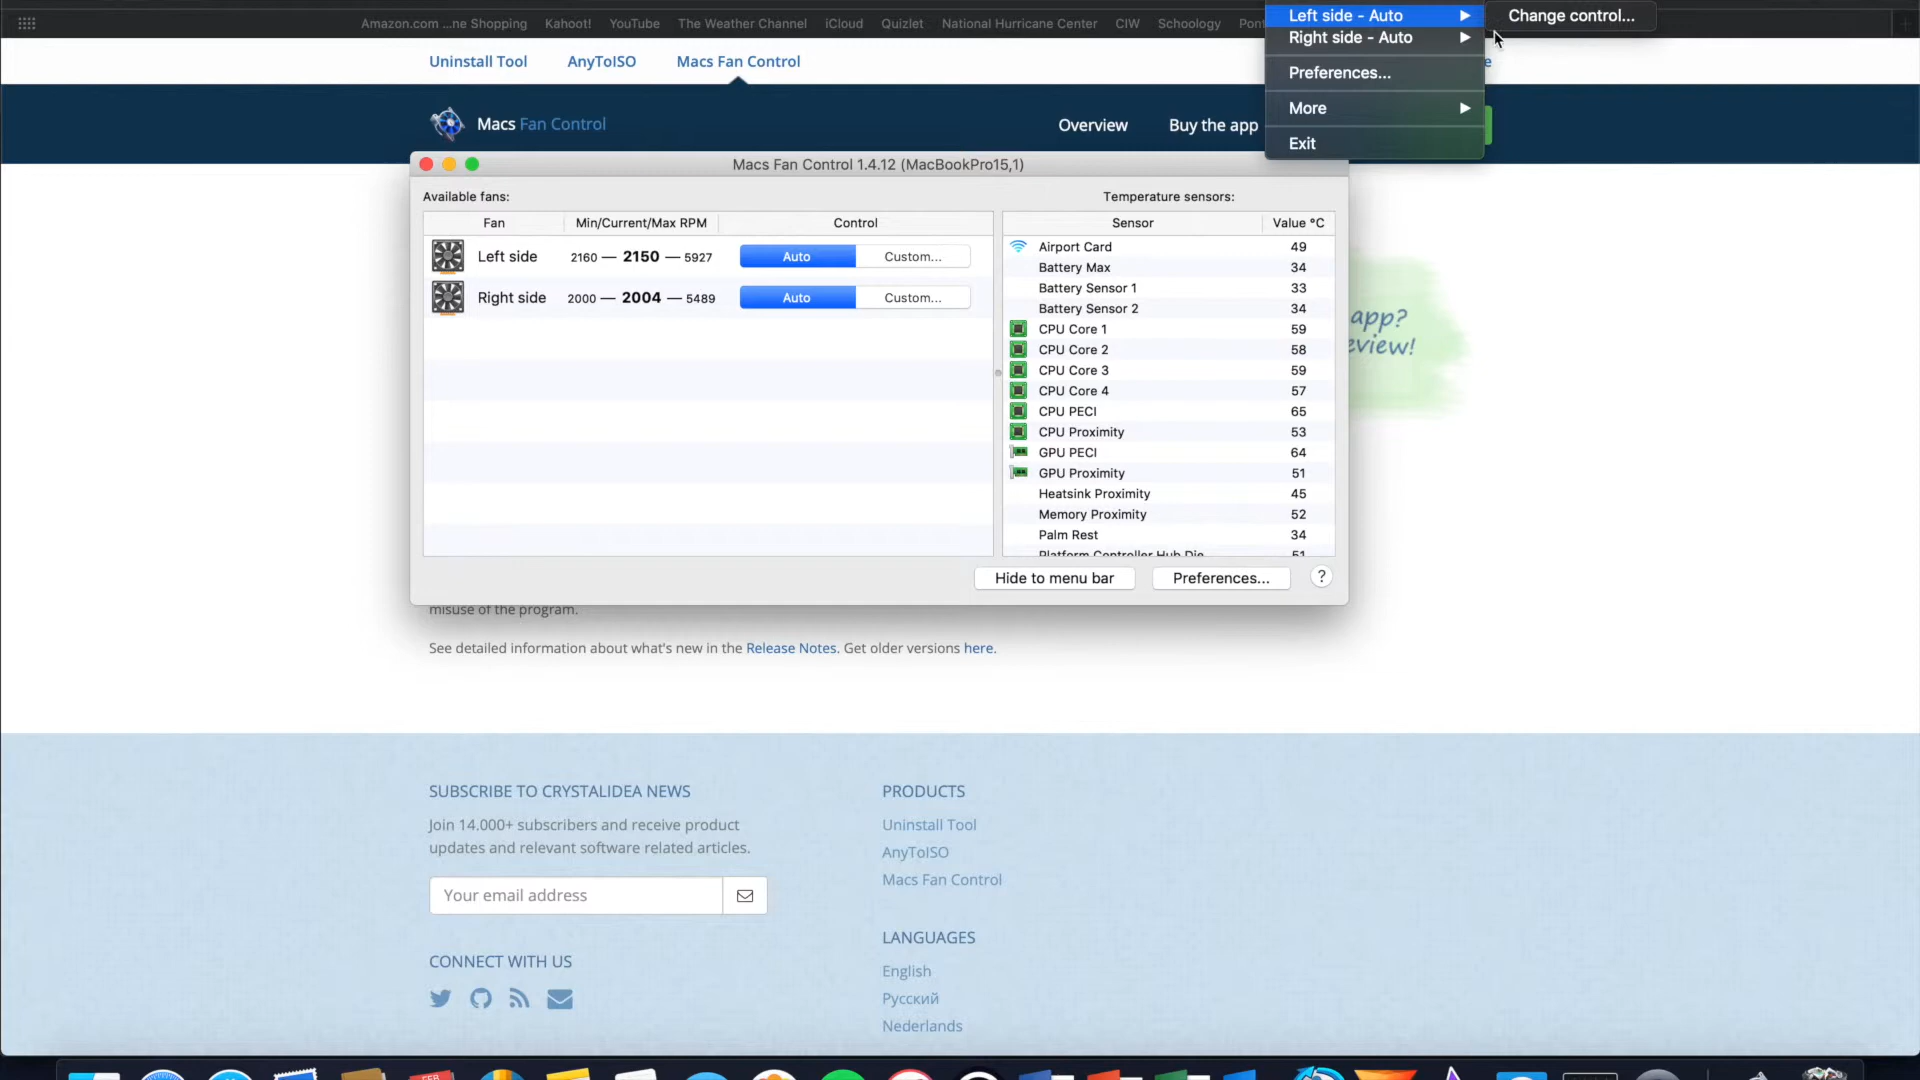 Amazon.com ...ne Shopping Kahoot! YouTube The Weather Channel iCloud Quizlet National Hurricane Center CIW Schoology Pont
Left side - Auto
Change control...
Right side - Auto
Preferences...
More
Exit
Uninstall Tool AnyToISO Macs Fan Control
Macs Fan Control
Overview Buy the app
Macs Fan Control 1.4.12 (MacBookPro15,1)
Available fans:
Temperature sensors:
Fan Min/Current/Max RPM Control
Sensor Value °C
Left side 2160 — 2150 — 5927 Auto Custom...
Right side 2000 — 2004 — 5489 Auto Custom...
Airport Card 49
Battery Max 34
Battery Sensor 1 33
Battery Sensor 2 34
CPU Core 1 59
CPU Core 2 58
CPU Core 3 59
CPU Core 4 57
CPU PECI 65
CPU Proximity 53
GPU PECI 64
GPU Proximity 51
Heatsink Proximity 45
Memory Proximity 52
Palm Rest 34
Platform Controller Hub Die 51
app?
eview!
Hide to menu bar Preferences... ?
misuse of the program.
See detailed information about what's new in the Release Notes. Get older versions here.
SUBSCRIBE TO CRYSTALIDEA NEWS
Join 14.000+ subscribers and receive product
updates and relevant software related articles.
Your email address
CONNECT WITH US
PRODUCTS
Uninstall Tool
AnyToISO
Macs Fan Control
LANGUAGES
English
Русский
Nederlands
FEB